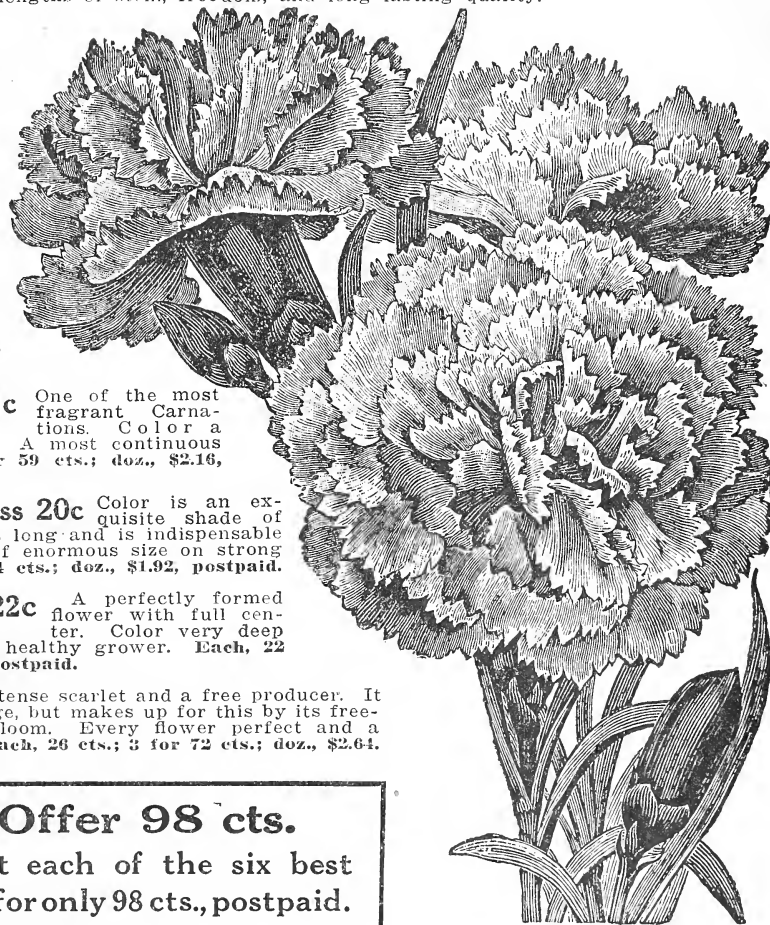 and long lasting quality.
c One of the most
fragrant Carna-
tions. Color a
A most continuous
59 cts.; doz., $2.16,
ss 20c Color is an ex-
quisite shade of
long and is indispensable
f enormous size on strong
4 cts.; doz., $1.92, postpaid.
22c A perfectly formed
flower with full cen-
ter. Color very deep
healthy grower. Each, 22
ostpaid.
tense scarlet and a free producer. It
ge, but makes up for this by its free-
loom. Every flower perfect and a
ach, 26 cts.; 3 for 72 cts.; doz., $2.64.
Offer 98 cts.
t each of the six best
for only 98 cts., postpaid.